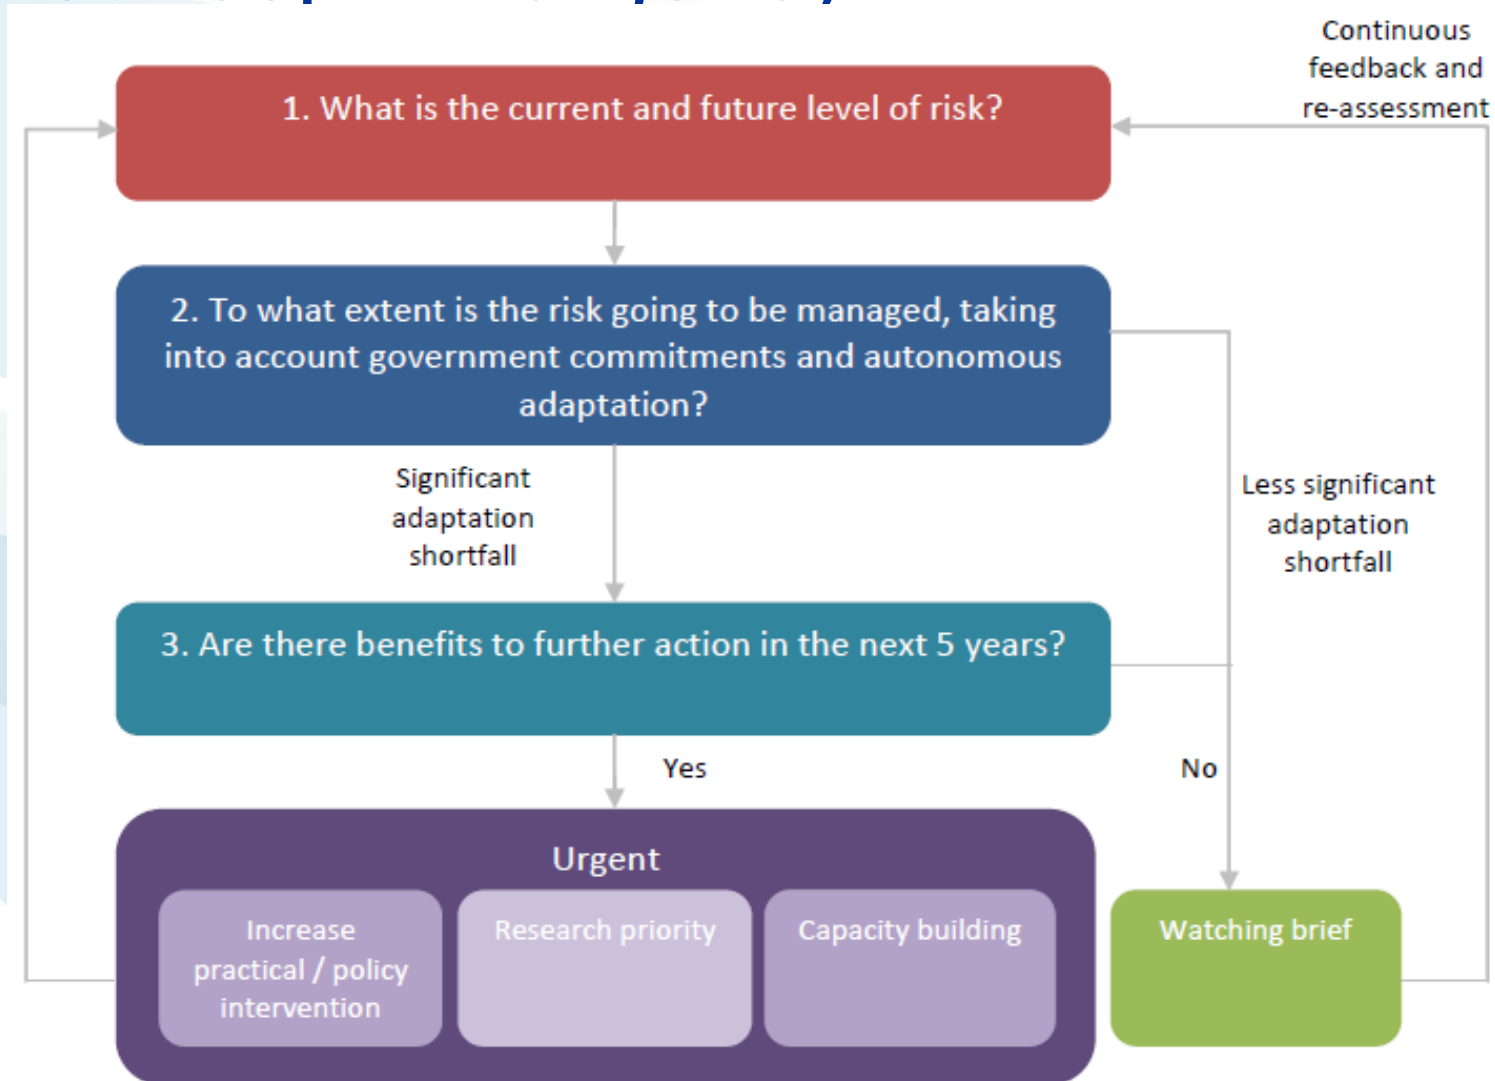 Continuous
feedback and
re-assessment
1. What is the current and future level of risk?
2. To what extent is the risk going to be managed, taking
into account government commitments and autonomous
adaptation?
Significant
adaptation
shortfall
Less significant
adaptation
shortfall
3. Are there benefits to further action in the next 5 years?
Yes
No
Urgent
Increase
practical / policy
intervention
Research priority
Capacity building
Watching brief